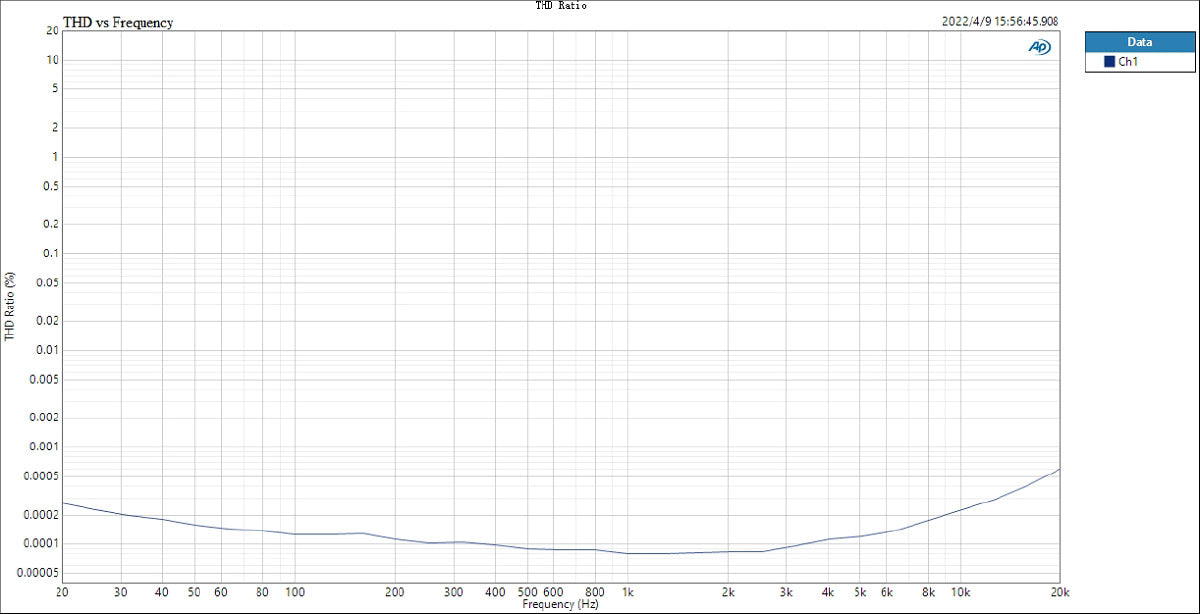 THD Ratio
THD vs Frequency
2022/4/9 15:56:45.908
AP
Data
Ch1
20
10
5
2
1
0.5
0.2
0.1
0.05
0.02
0.01
0.005
0.002
0.001
0.0005
0.0002
0.0001
0.00005
THD Ratio (%)
20 30 40 50 60 80 100 200 300 400 500 600 800 1k 2k 3k 4k 5k 6k 8k 10k 20k
Frequency (Hz)